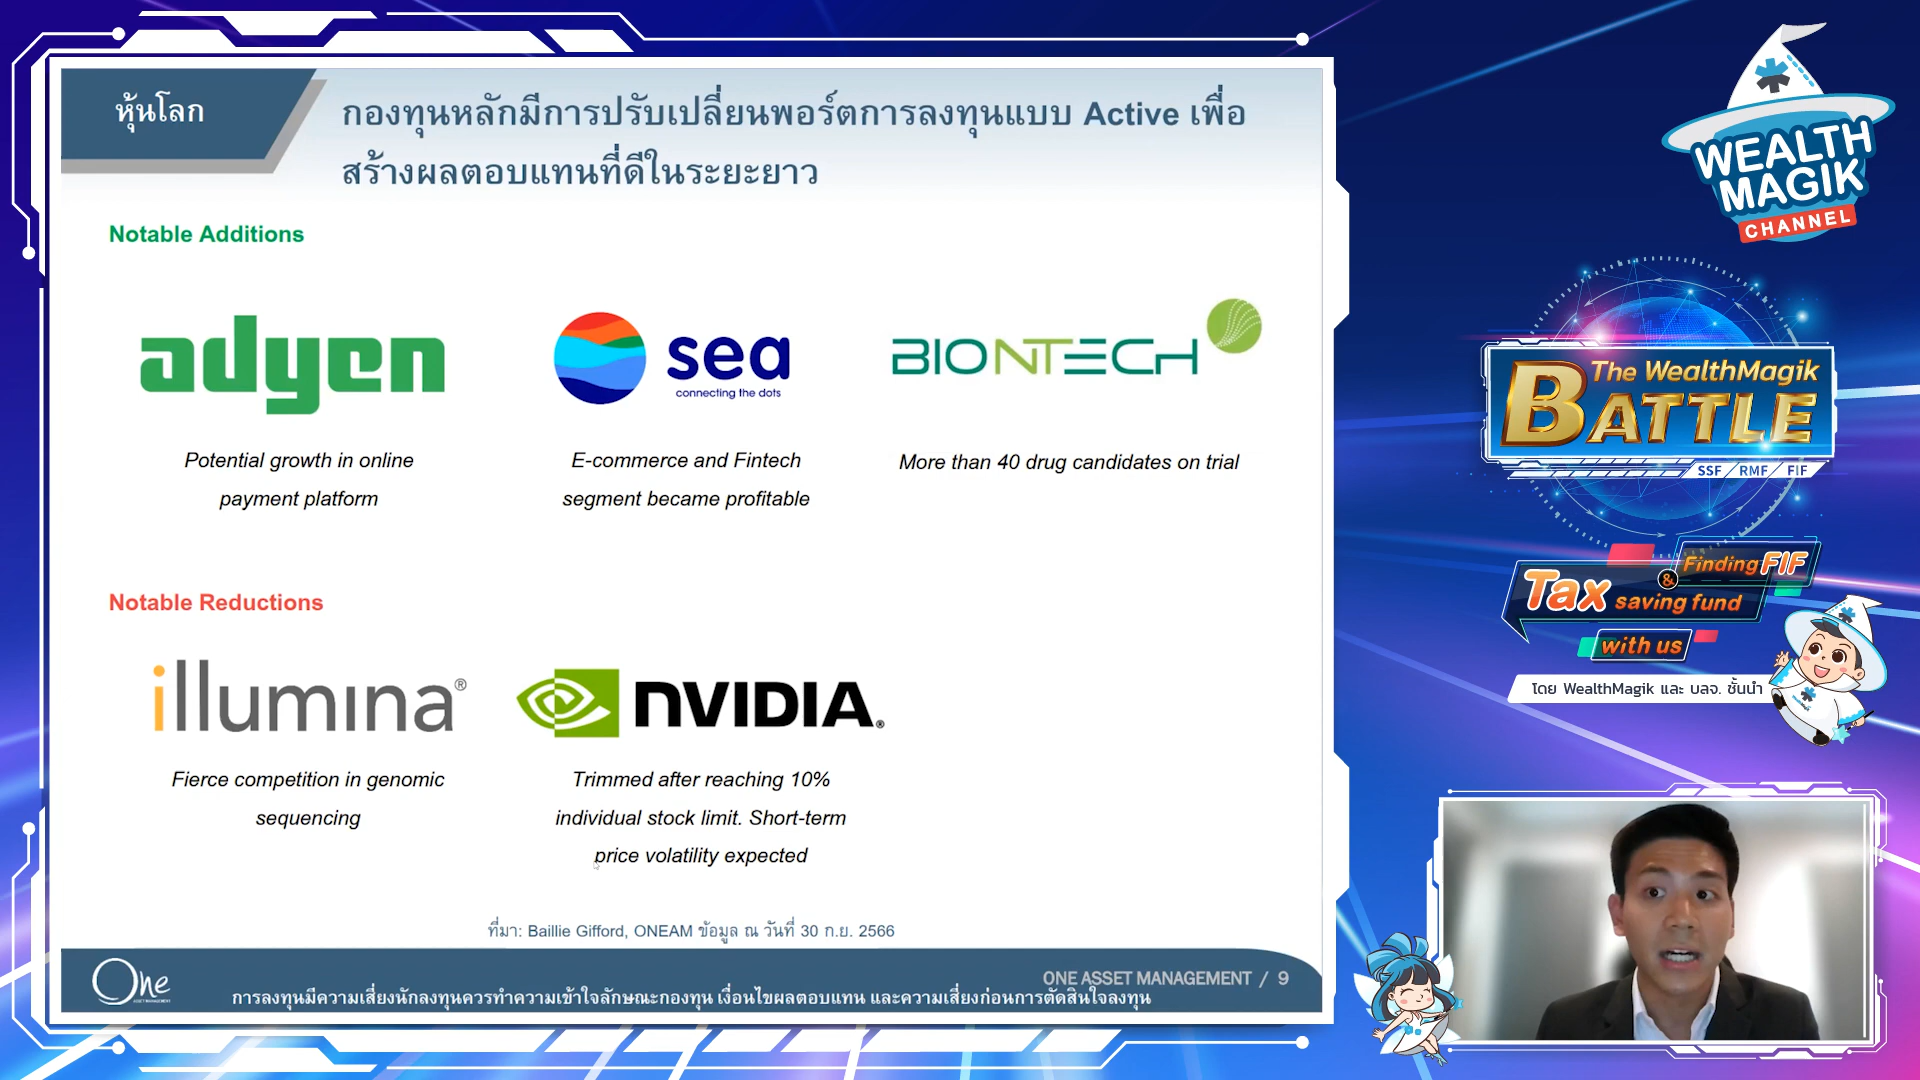 หุ้นโลก
กองทุนหลักมีการปรับเปลี่ยนพอร์ตการลงทุนแบบ Active เพื่อ
สร้างผลตอบแทนที่ดีในระยะยาว
Notable Additions
adyen
sea
connecting the dots
BIONTECH
Potential growth in online
payment platform
E-commerce and Fintech
segment became profitable
More than 40 drug candidates on trial
Notable Reductions
illumina®
NVIDIA®
Fierce competition in genomic
sequencing
Trimmed after reaching 10%
individual stock limit. Short-term
price volatility expected
ที่มา: Baillie Gifford, ONEAM ข้อมูล ณ วันที่ 30 ก.ย. 2566
One
ASSET MANAGEMENT
ONE ASSET MANAGEMENT / 9
การลงทุนมีความเสี่ยงนักลงทุนควรทำความเข้าใจลักษณะกองทุน เงื่อนไขผลตอบแทน และความเสี่ยงก่อนการตัดสินใจลงทุน
WEALTH
MAGIK
CHANNEL
The WealthMagik
BATTLE
SSF / RMF / FIF
Tax & Finding FIF
saving fund
with us
โดย WealthMagik และ บลจ. ชั้นนำ